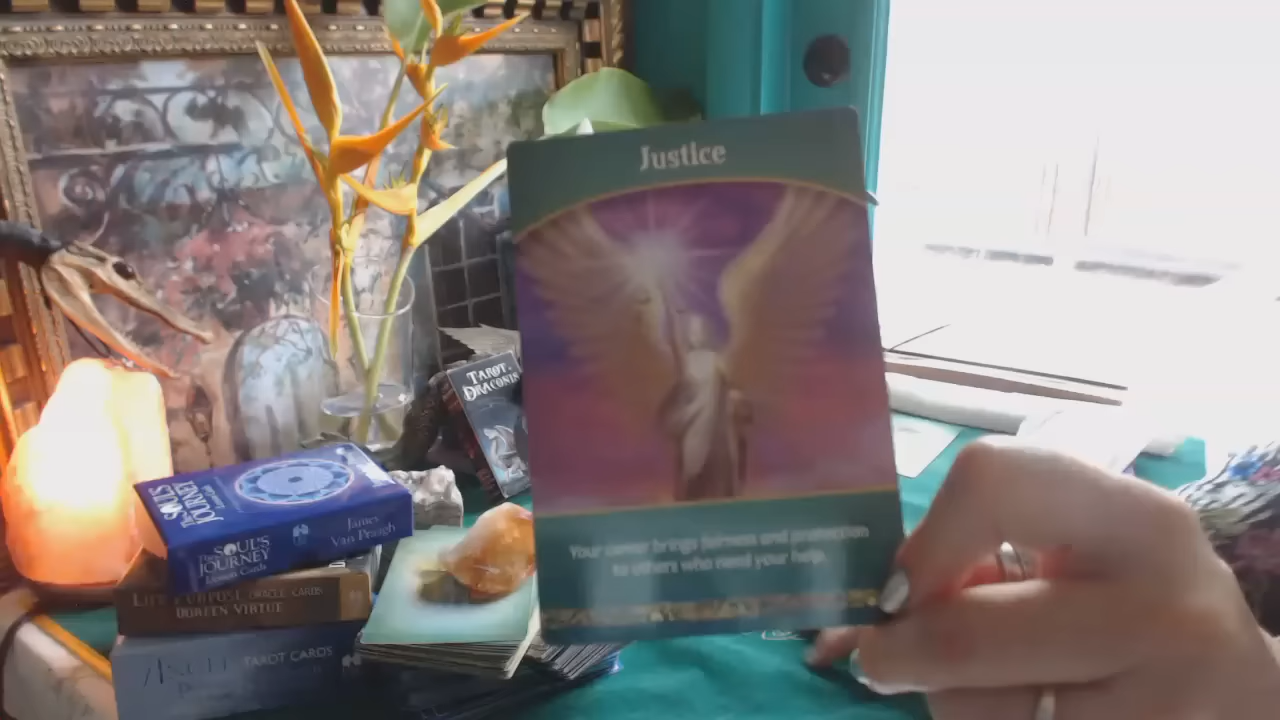 Justice
Your career brings fairness and protection
to others who need your help.
TAROT
DRACONIS
The
SOUL'S
JOURNEY
The SOUL'S
JOURNEY
Lesson Cards
James
Van Praagh
LIFE PURPOSE ORACLE CARDS
DOREEN VIRTUE
ANGEL TAROT CARDS